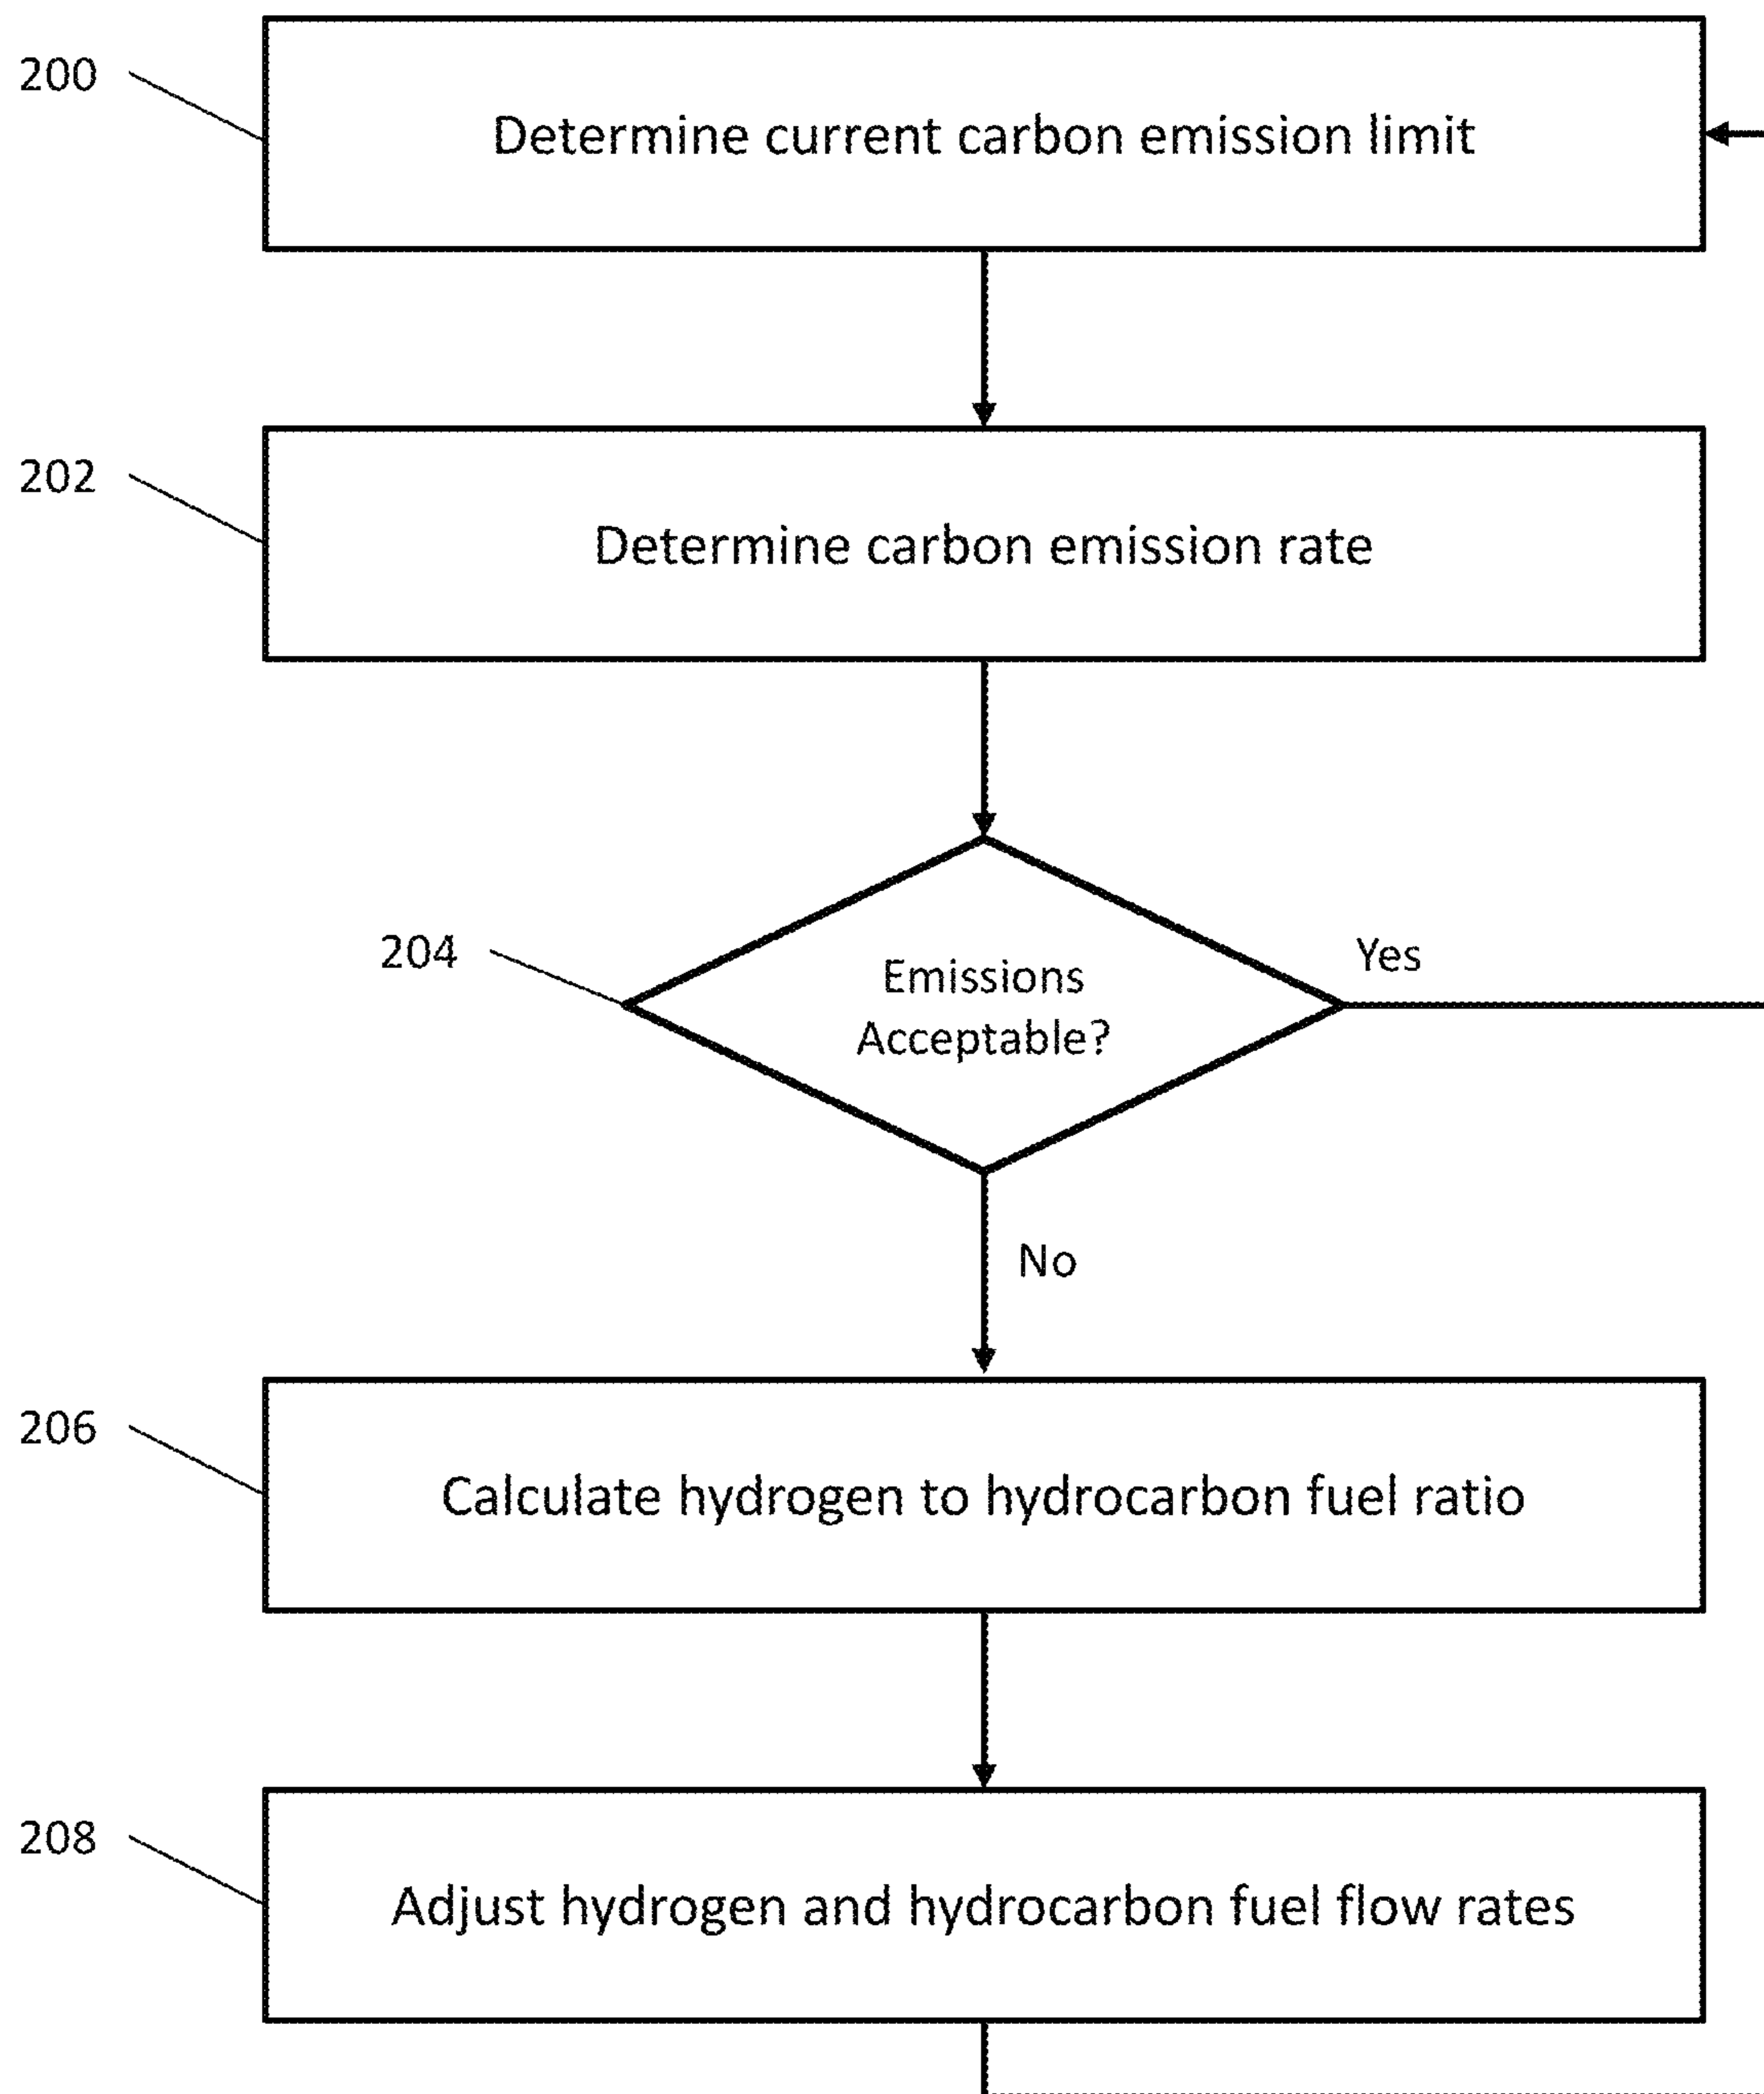 200
Determine current carbon emission limit
202
Determine carbon emission rate
204
Emissions
Acceptable?
Yes
No
206
Calculate hydrogen to hydrocarbon fuel ratio
208
Adjust hydrogen and hydrocarbon fuel flow rates